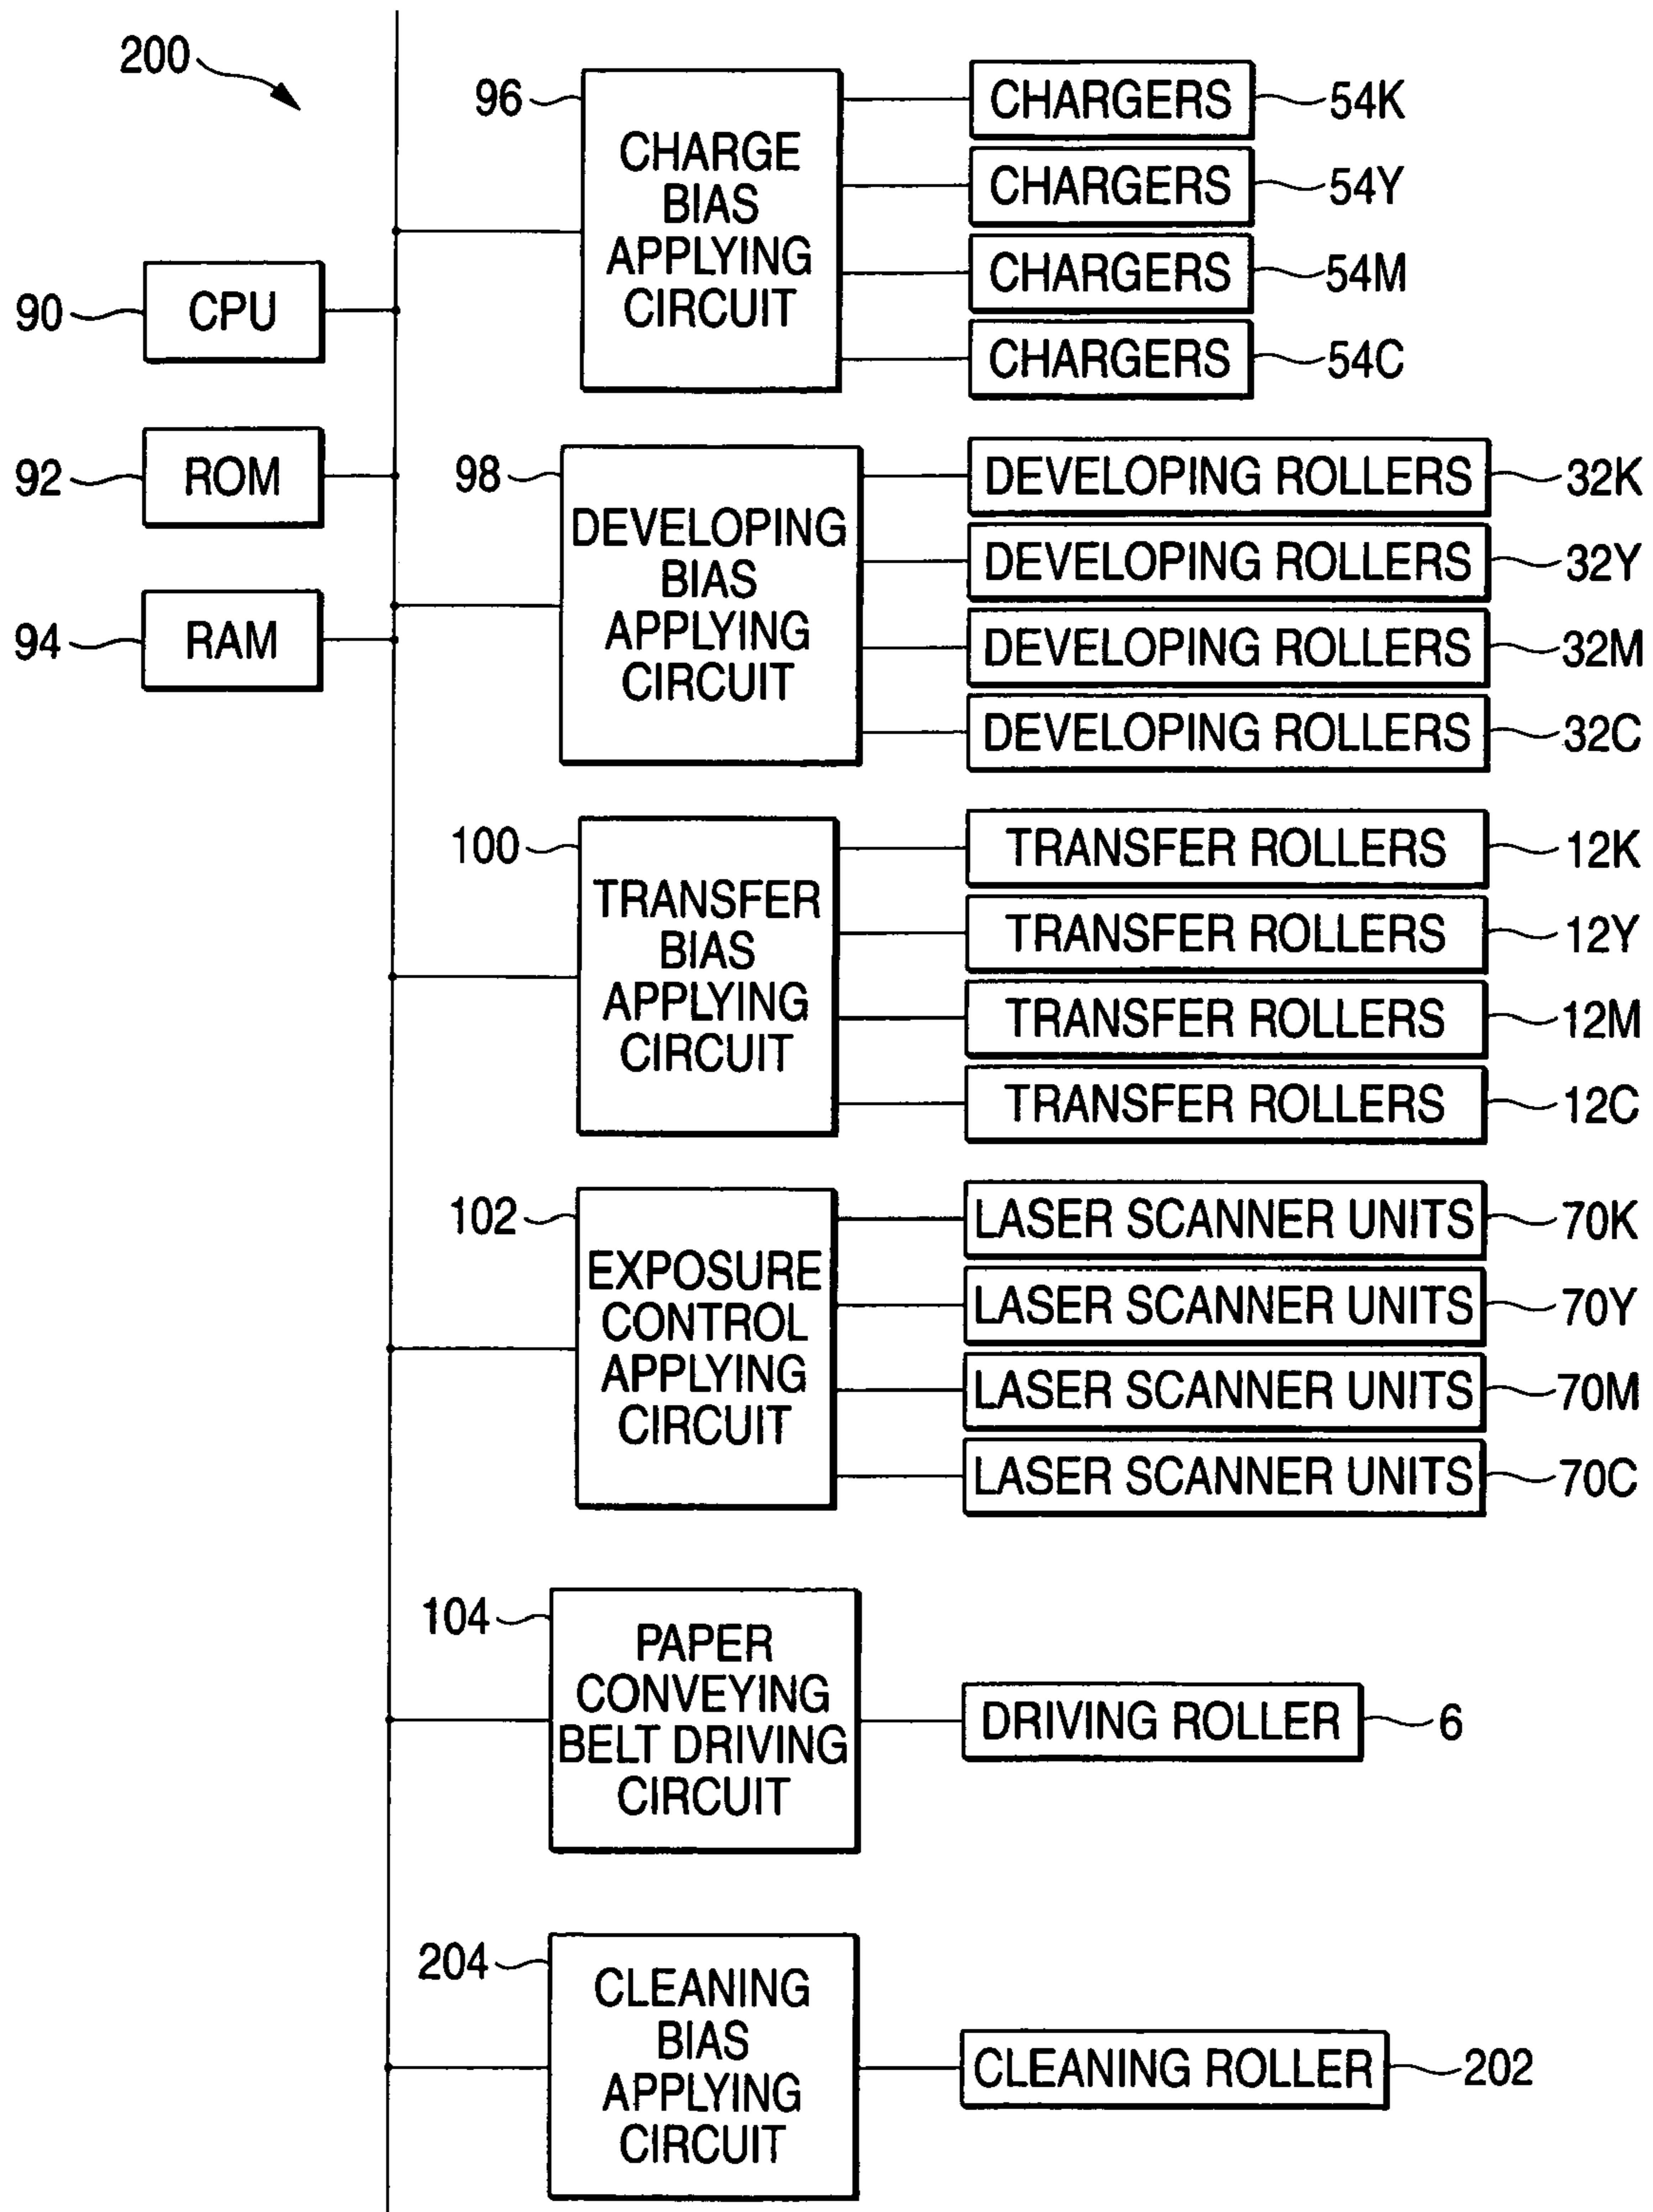 200
90
CPU
92
ROM
94
RAM
96
CHARGE
BIAS
APPLYING
CIRCUIT
CHARGERS
54K
CHARGERS
54Y
CHARGERS
54M
CHARGERS
54C
98
DEVELOPING
BIAS
APPLYING
CIRCUIT
DEVELOPING ROLLERS
32K
DEVELOPING ROLLERS
32Y
DEVELOPING ROLLERS
32M
DEVELOPING ROLLERS
32C
100
TRANSFER
BIAS
APPLYING
CIRCUIT
TRANSFER ROLLERS
12K
TRANSFER ROLLERS
12Y
TRANSFER ROLLERS
12M
TRANSFER ROLLERS
12C
102
EXPOSURE
CONTROL
APPLYING
CIRCUIT
LASER SCANNER UNITS
70K
LASER SCANNER UNITS
70Y
LASER SCANNER UNITS
70M
LASER SCANNER UNITS
70C
104
PAPER
CONVEYING
BELT DRIVING
CIRCUIT
DRIVING ROLLER
6
204
CLEANING
BIAS
APPLYING
CIRCUIT
CLEANING ROLLER
202